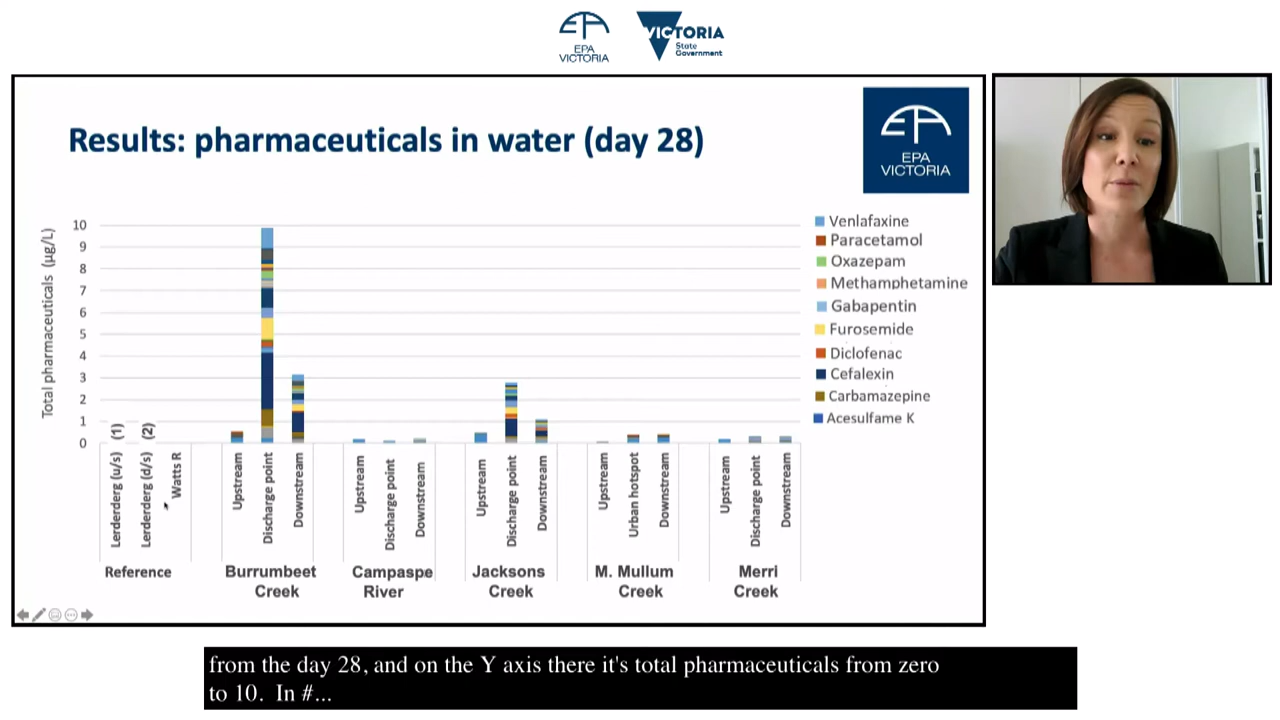 EPA
VICTORIA
VICTORIA
State
Government
Results: pharmaceuticals in water (day 28)
EPA
VICTORIA
Total pharmaceuticals (µg/L)
10
9
8
7
6
5
4
3
2
1
0
Lerderderg (u/s) (1)
Lerderderg (d/s) (2)
Watts R
Upstream
Discharge point
Downstream
Upstream
Discharge point
Downstream
Upstream
Discharge point
Downstream
Upstream
Urban hotspot
Downstream
Upstream
Discharge point
Downstream
Reference
Burrumbeet
Creek
Campaspe
River
Jacksons
Creek
M. Mullum
Creek
Merri
Creek
Venlafaxine
Paracetamol
Oxazepam
Methamphetamine
Gabapentin
Furosemide
Diclofenac
Cefalexin
Carbamazepine
Acesulfame K
from the day 28, and on the Y axis there it's total pharmaceuticals from zero
to 10. In #...